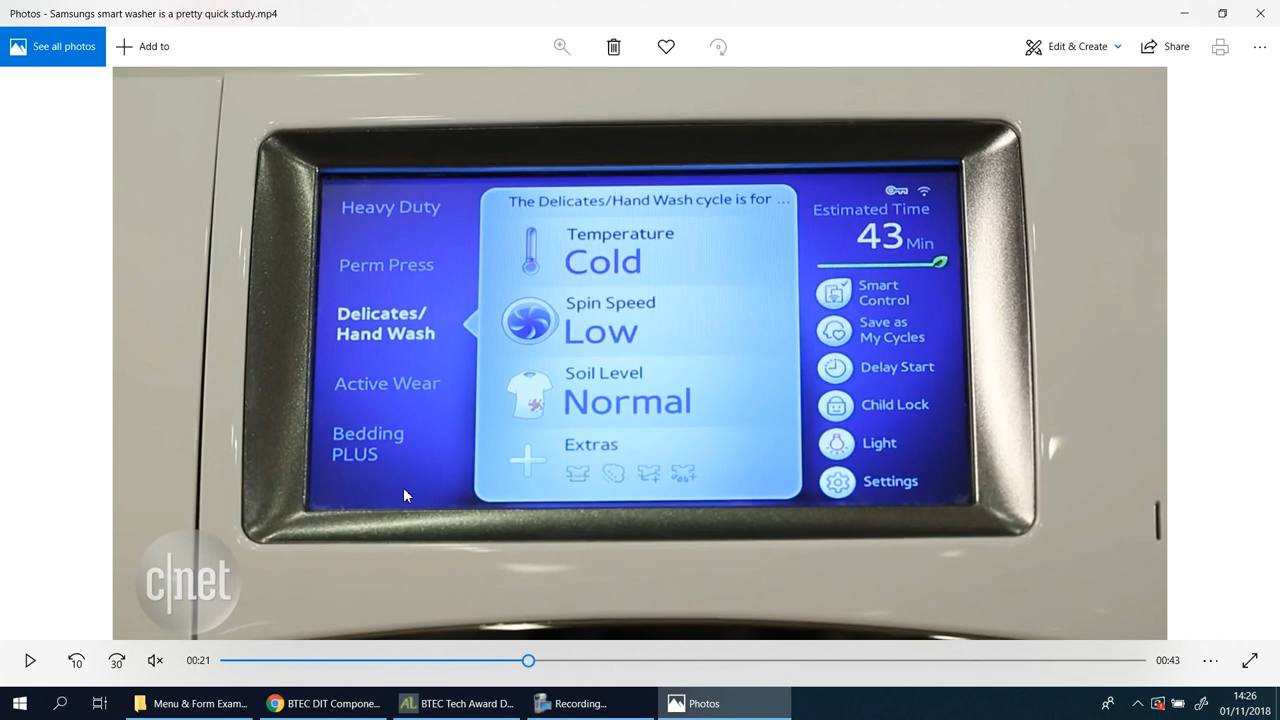 Photos - Samsungs smart washer is a pretty quick study.mp4
See all photos
Add to
Edit & Create
Share
Heavy Duty
Perm Press
Delicates/
Hand Wash
Active Wear
Bedding
PLUS
The Delicates/Hand Wash cycle is for ...
Temperature
Cold
Spin Speed
Low
Soil Level
Normal
Extras
Estimated Time
43 Min
Smart
Control
Save as
My Cycles
Delay Start
Child Lock
Light
Settings
c|net
10
30
00:21
00:43
Menu & Form Exam...
BTEC DIT Compone...
AL
BTEC Tech Award D...
Recording...
Photos
14:26
01/11/2018